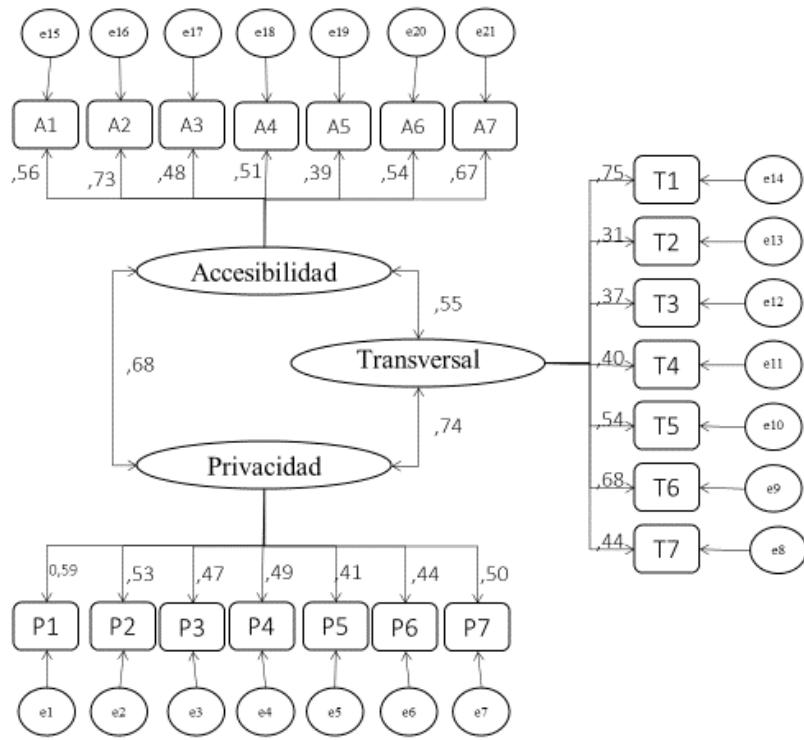 e15 e16 e17 e18 e19 e20 e21
A1 A2 A3 A4 A5 A6 A7
,56 ,73 ,48 ,51 ,39 ,54 ,67
Accesibilidad
,55
,68
Transversal
,74
Privacidad
0,59 ,53 ,47 ,49 ,41 ,44 ,50
P1 P2 P3 P4 P5 P6 P7
e1 e2 e3 e4 e5 e6 e7
,75 T1 e14
,31 T2 e13
,37 T3 e12
,40 T4 e11
,54 T5 e10
,68 T6 e9
,44 T7 e8